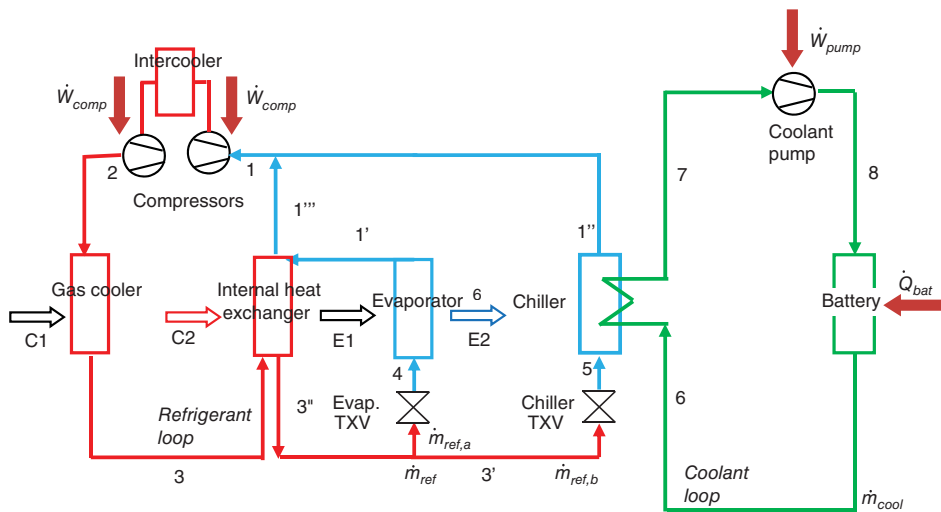 Ẇpump
Intercooler
Ẇcomp
Ẇcomp
Coolant
pump
2
1
Compressors
7
8
1'''
1'
1''
Gas cooler
Internal heat
exchanger
Evaporator
6
Chiller
Battery
Q̇bat
C1
C2
E1
E2
4
5
6
3"
Evap.
TXV
Chiller
TXV
Refrigerant
loop
ṁref,a
3
ṁref
3'
ṁref,b
Coolant
loop
ṁcool